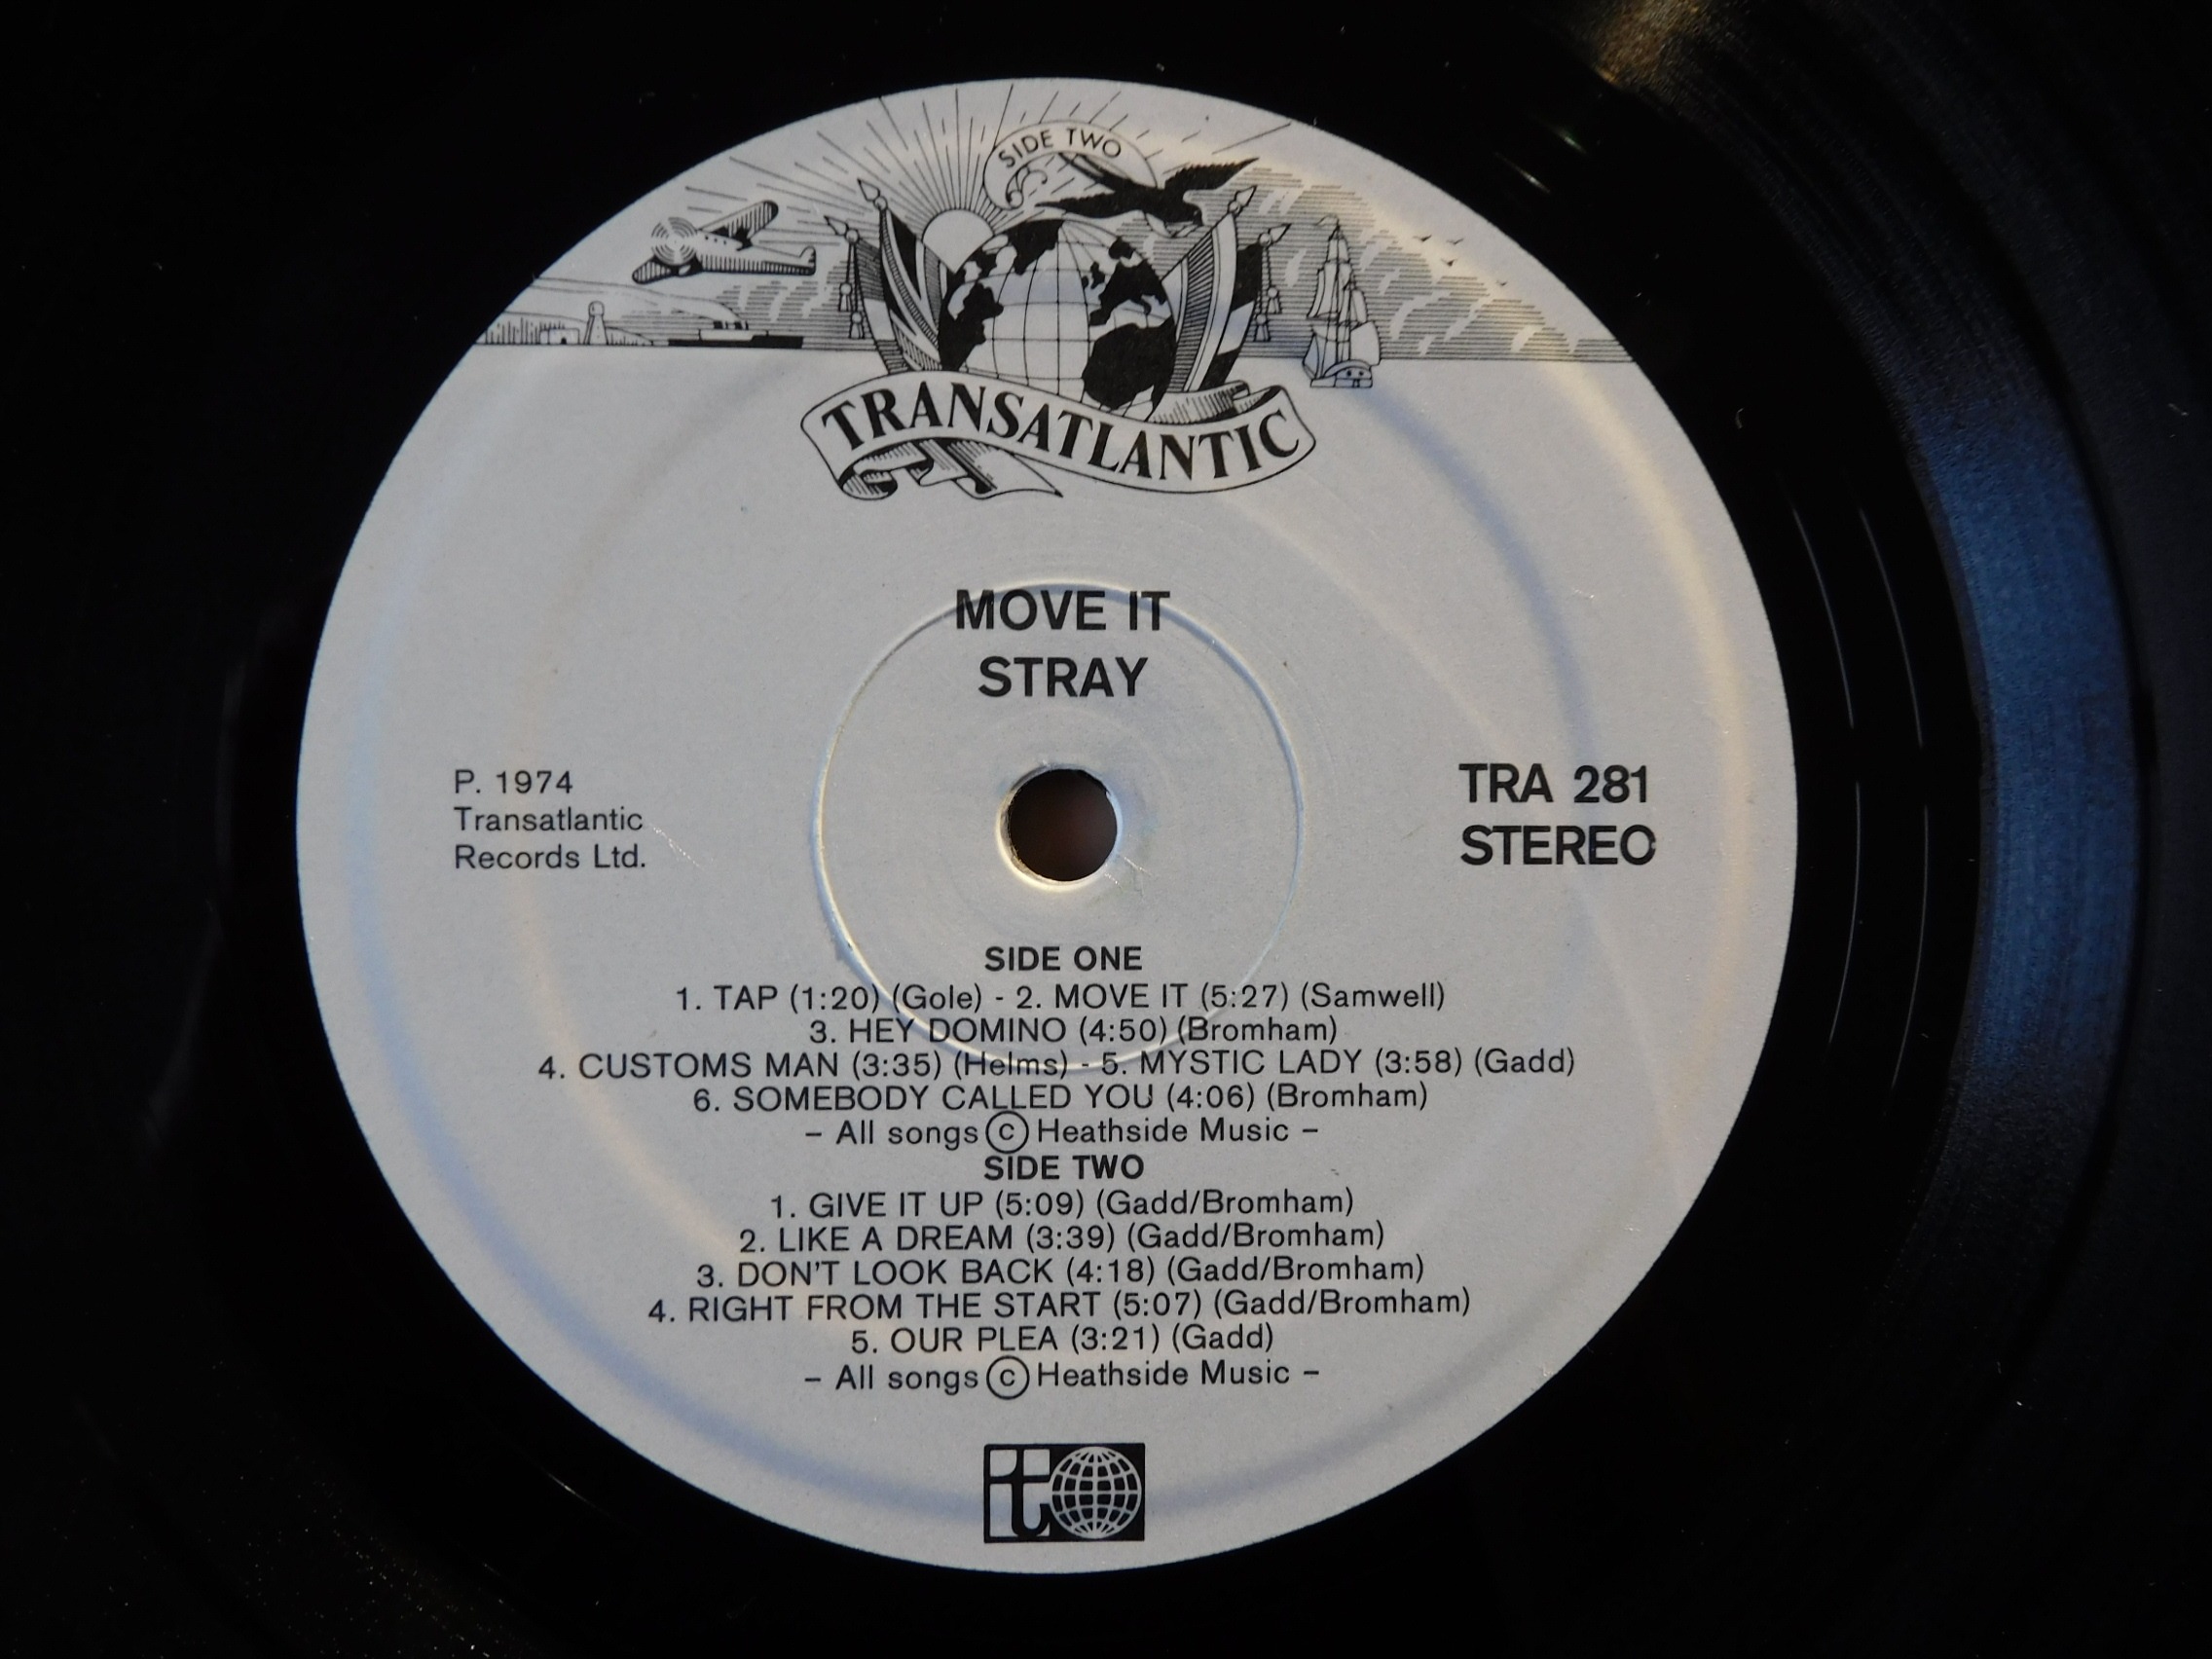 SIDE TWO
TRANSATLANTIC
MOVE IT
STRAY
P. 1974
Transatlantic
Records Ltd.
TRA 281
STEREO
SIDE ONE
1. TAP (1:20) (Gole) - 2. MOVE IT (5:27) (Samwell)
3. HEY DOMINO (4:50) (Bromham)
4. CUSTOMS MAN (3:35) (Helms) - 5. MYSTIC LADY (3:58) (Gadd)
6. SOMEBODY CALLED YOU (4:06) (Bromham)
– All songs © Heathside Music –
SIDE TWO
1. GIVE IT UP (5:09) (Gadd/Bromham)
2. LIKE A DREAM (3:39) (Gadd/Bromham)
3. DON'T LOOK BACK (4:18) (Gadd/Bromham)
4. RIGHT FROM THE START (5:07) (Gadd/Bromham)
5. OUR PLEA (3:21) (Gadd)
– All songs © Heathside Music –
t